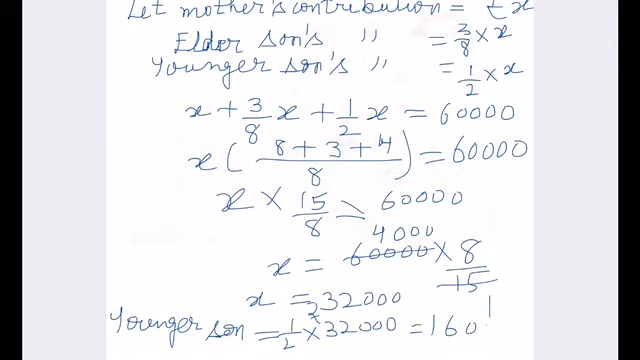 Let mother's contribution = ₹ x
Elder son's 〃 = 3/8 × x
Younger son's 〃 = 1/2 × x
x + 3/8 x + 1/2 x = 60000
x ( 8 + 3 + 4 / 8 ) = 60000
x × 15/8 = 60000
4000
x = 60000 × 8/15
x = 32000
Younger son = 1/2 × 32000 = 160